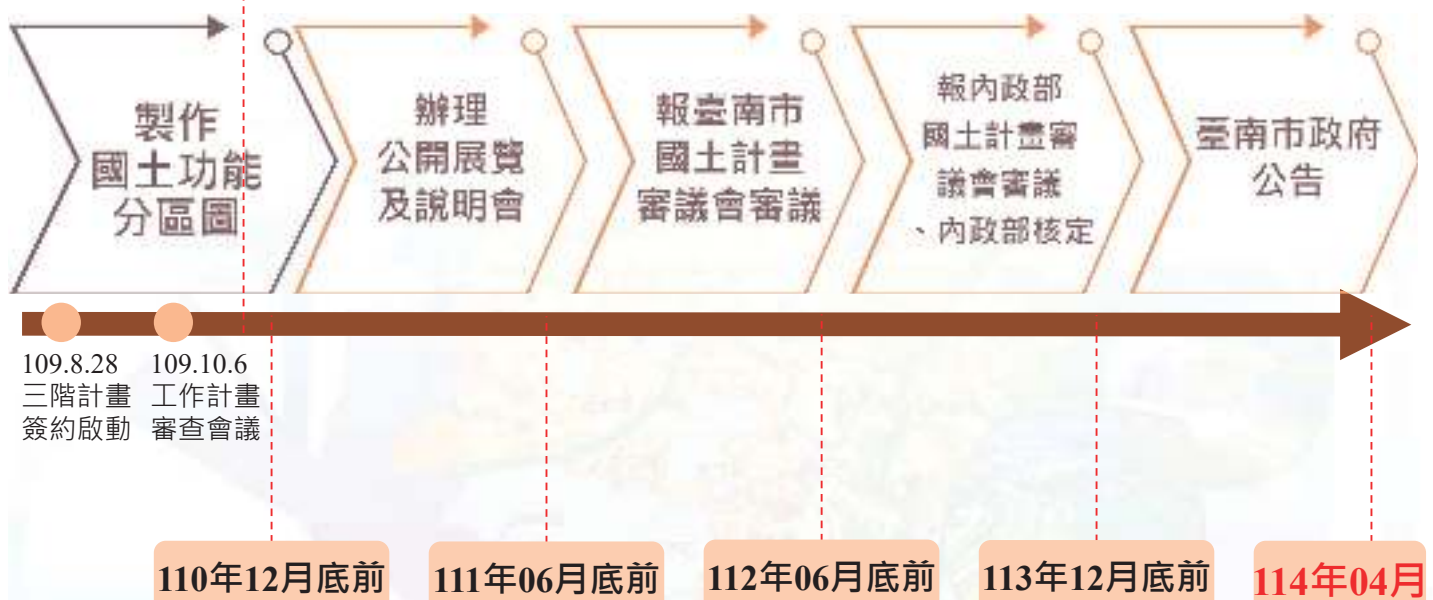 製作
國土功能
分區圖
辦理
公開展覽
及說明會
報臺南市
國土計畫
審議會審議
報內政部
國土計畫審
議會審議
、內政部核定
臺南市政府
公告
109.8.28
三階計畫
簽約啟動
109.10.6
工作計畫
審查會議
110年12月底前
111年06月底前
112年06月底前
113年12月底前
114年04月